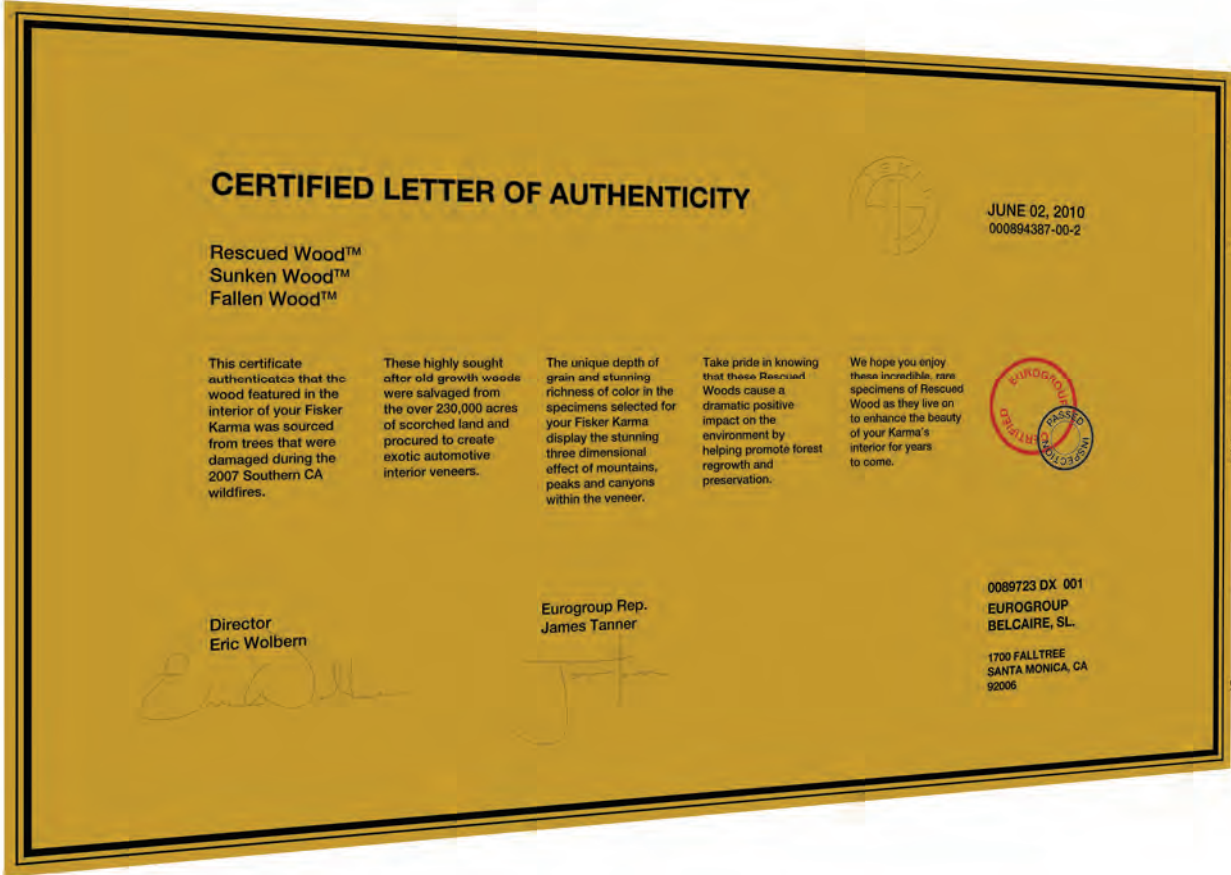 CERTIFIED LETTER OF AUTHENTICITY
JUNE 02, 2010
000894387-00-2
Rescued Wood™
Sunken Wood™
Fallen Wood™
This certificate
authenticates that the
wood featured in the
interior of your Fisker
Karma was sourced
from trees that were
damaged during the
2007 Southern CA
wildfires.
These highly sought
after old growth woods
were salvaged from
the over 230,000 acres
of scorched land and
procured to create
exotic automotive
interior veneers.
The unique depth of
grain and stunning
richness of color in the
specimens selected for
your Fisker Karma
display the stunning
three dimensional
effect of mountains,
peaks and canyons
within the veneer.
Take pride in knowing
that these Rescued
Woods cause a
dramatic positive
impact on the
environment by
helping promote forest
regrowth and
preservation.
We hope you enjoy
these incredible, rare
specimens of Rescued
Wood as they live on
to enhance the beauty
of your Karma's
interior for years
to come.
EUROGROUP
CERTIFIED
PASSED
INSPECTION
Director
Eric Wolbern
Eurogroup Rep.
James Tanner
0089723 DX 001
EUROGROUP
BELCAIRE, SL.
1700 FALLTREE
SANTA MONICA, CA
92006